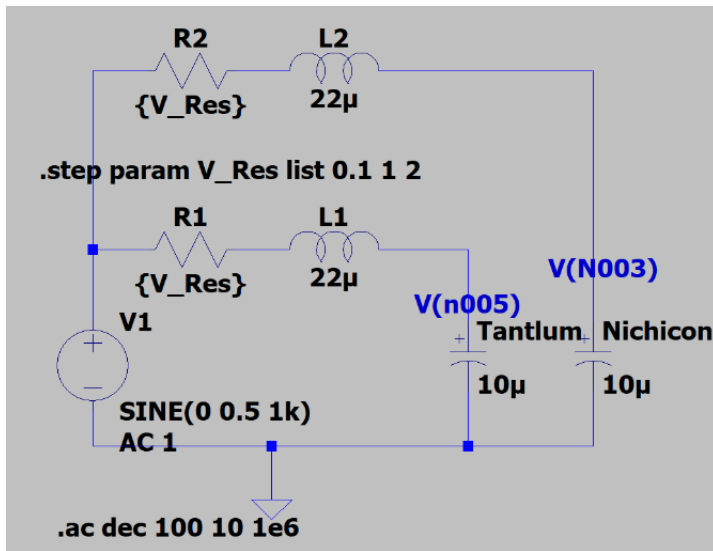 R2
L2
{V_Res}
22µ
.step param V_Res list 0.1 1 2
R1
L1
{V_Res}
22µ
V(N003)
V(n005)
V1
+
Tantlum
+
Nichicon
+
−
10µ
10µ
SINE(0 0.5 1k)
AC 1
.ac dec 100 10 1e6